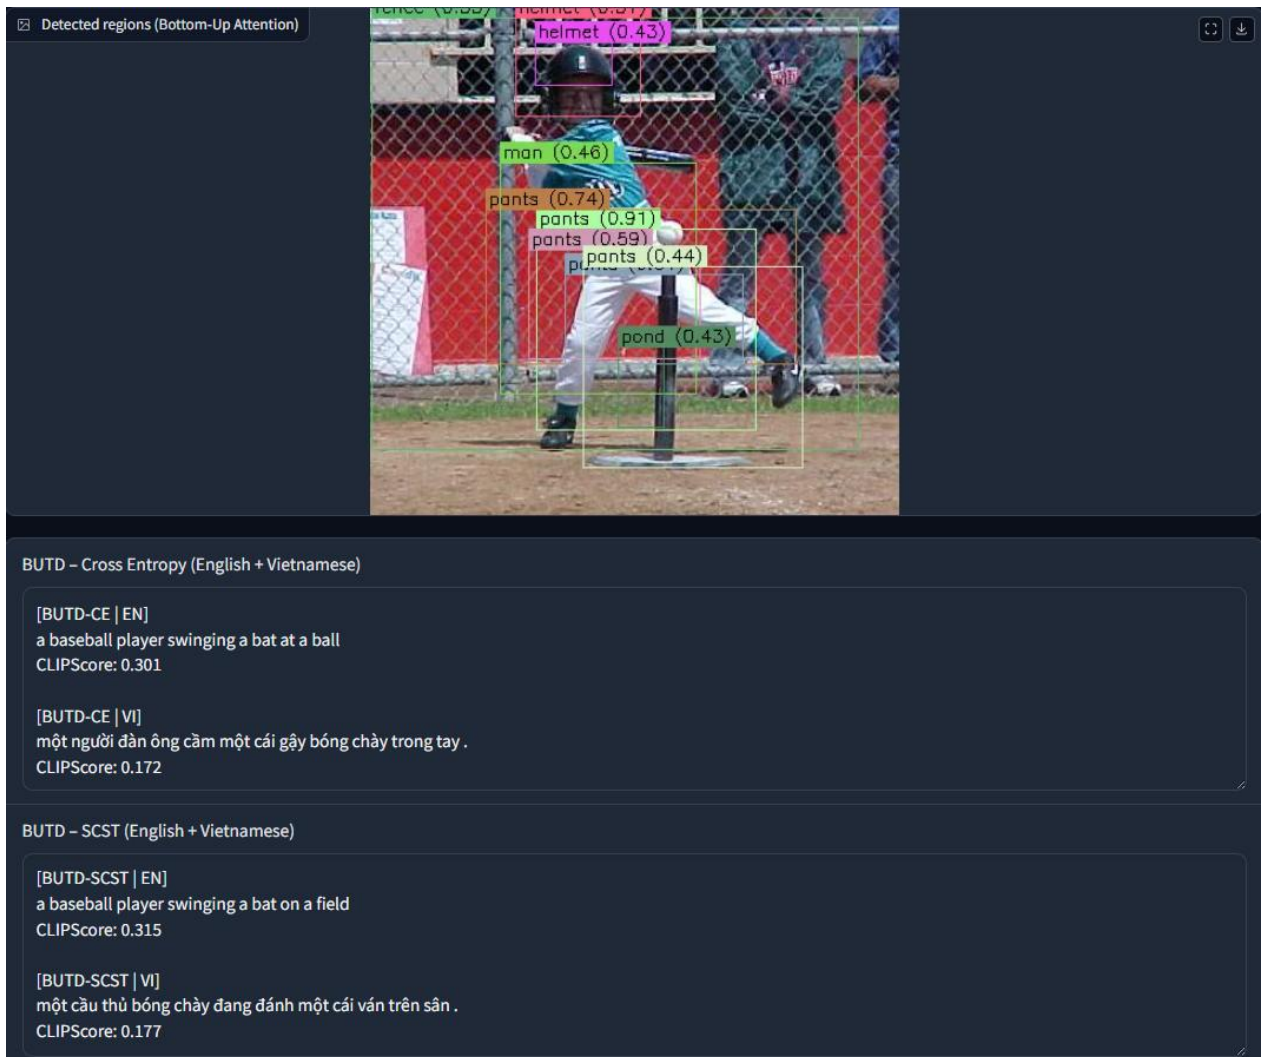 Detected regions (Bottom-Up Attention)
helmet (0.43)
man (0.46)
pants (0.74)
pants (0.91)
pants (0.59)
pants (0.44)
pond (0.43)
BUTD – Cross Entropy (English + Vietnamese)
[BUTD-CE | EN]
a baseball player swinging a bat at a ball
CLIPScore: 0.301
[BUTD-CE | VI]
một người đàn ông cầm một cái gậy bóng chày trong tay .
CLIPScore: 0.172
BUTD – SCST (English + Vietnamese)
[BUTD-SCST | EN]
a baseball player swinging a bat on a field
CLIPScore: 0.315
[BUTD-SCST | VI]
một cầu thủ bóng chày đang đánh một cái ván trên sân .
CLIPScore: 0.177